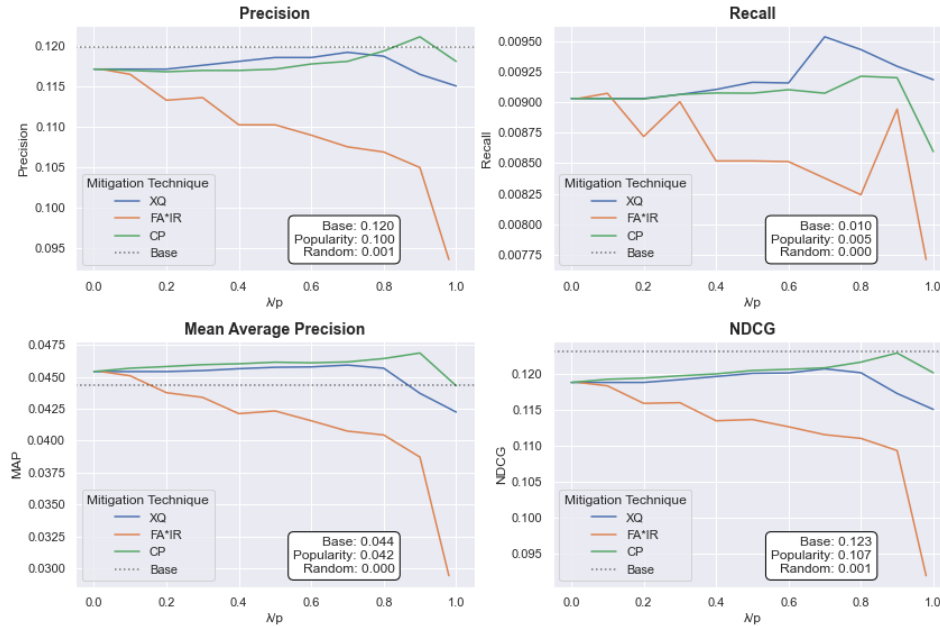 Precision
0.120
0.115
0.110
0.105
0.100
0.095
Precision
Mitigation Technique
XQ
FA*IR
CP
Base
Base: 0.120
Popularity: 0.100
Random: 0.001
0.0 0.2 0.4 0.6 0.8 1.0
λ/p
Recall
0.00950
0.00925
0.00900
0.00875
0.00850
0.00825
0.00800
0.00775
Recall
Mitigation Technique
XQ
FA*IR
CP
Base
Base: 0.010
Popularity: 0.005
Random: 0.000
0.0 0.2 0.4 0.6 0.8 1.0
λ/p
Mean Average Precision
0.0475
0.0450
0.0425
0.0400
0.0375
0.0350
0.0325
0.0300
MAP
Mitigation Technique
XQ
FA*IR
CP
Base
Base: 0.044
Popularity: 0.042
Random: 0.000
0.0 0.2 0.4 0.6 0.8 1.0
λ/p
NDCG
0.120
0.115
0.110
0.105
0.100
0.095
NDCG
Mitigation Technique
XQ
FA*IR
CP
Base
Base: 0.123
Popularity: 0.107
Random: 0.001
0.0 0.2 0.4 0.6 0.8 1.0
λ/p